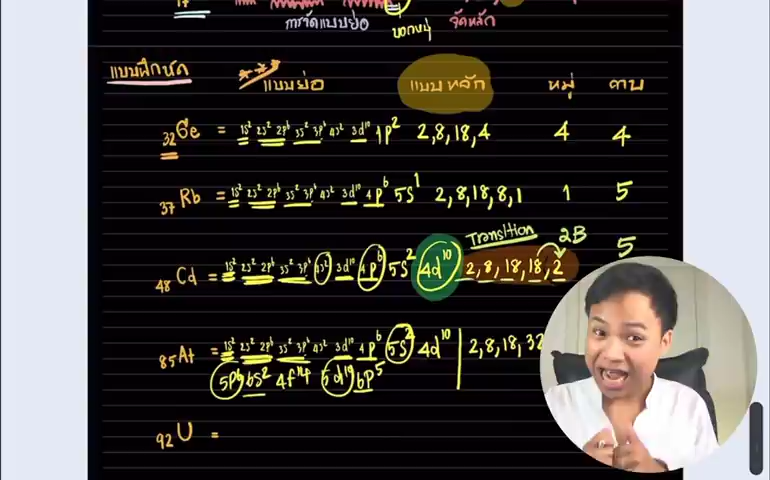 การจัดแบบย่อ บอกหมู่ จัดหลัก
แบบฝึกหัด แบบย่อ แบบหลัก หมู่ คาบ
₃₂Ge = 1s² 2s² 2p⁶ 3s² 3p⁶ 4s² 3d¹⁰ 4p² 2,8,18,4 4 4
₃₇Rb = 1s² 2s² 2p⁶ 3s² 3p⁶ 4s² 3d¹⁰ 4p⁶ 5s¹ 2,8,18,8,1 1 5
Transition 2B 5
₄₈Cd = 1s² 2s² 2p⁶ 3s² 3p⁶ 4s² 3d¹⁰ 4p⁶ 5s² 4d¹⁰ 2,8,18,18,2
₈₅At = 1s² 2s² 2p⁶ 3s² 3p⁶ 4s² 3d¹⁰ 4p⁶ 5s² 4d¹⁰ 2,8,18,32
5p⁶ 6s² 4f¹⁴ 5d¹⁰ 6p⁵
₉₂U =